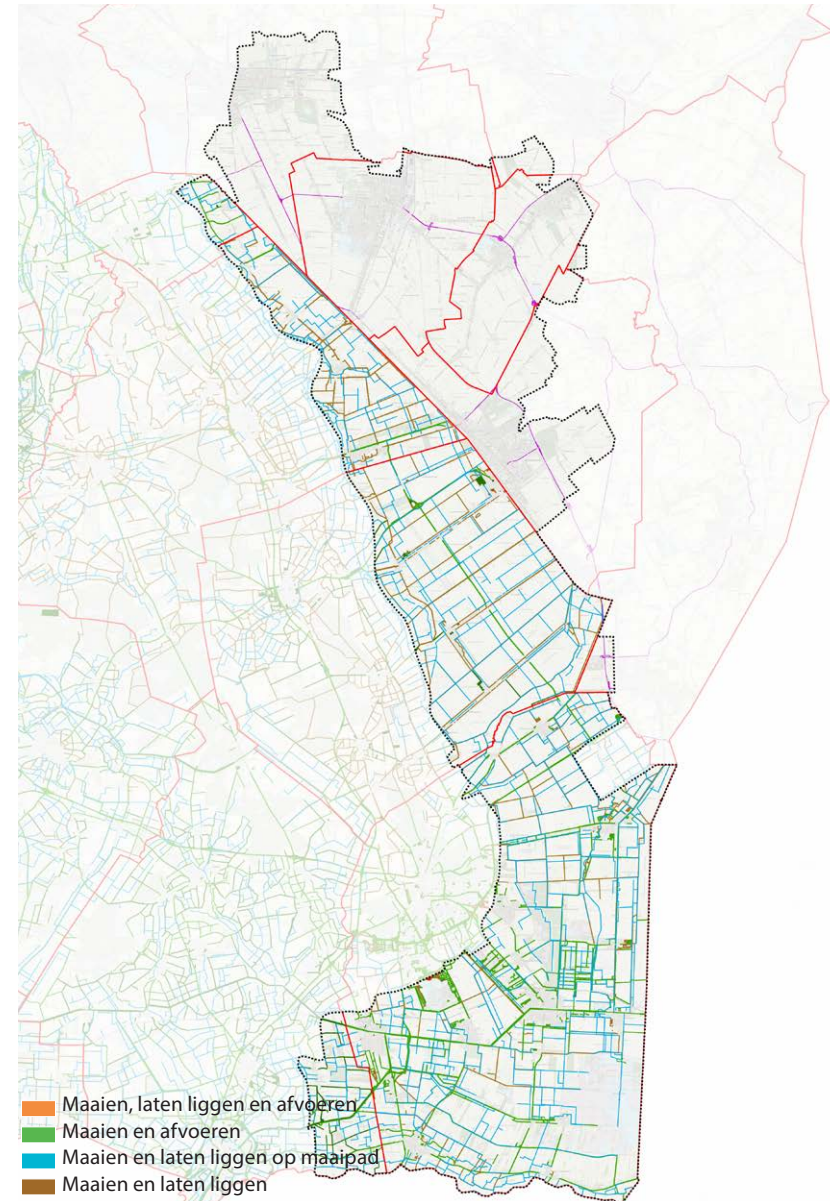 Maaien, laten liggen en afvoeren
Maaien en afvoeren
Maaien en laten liggen op maaipad
Maaien en laten liggen